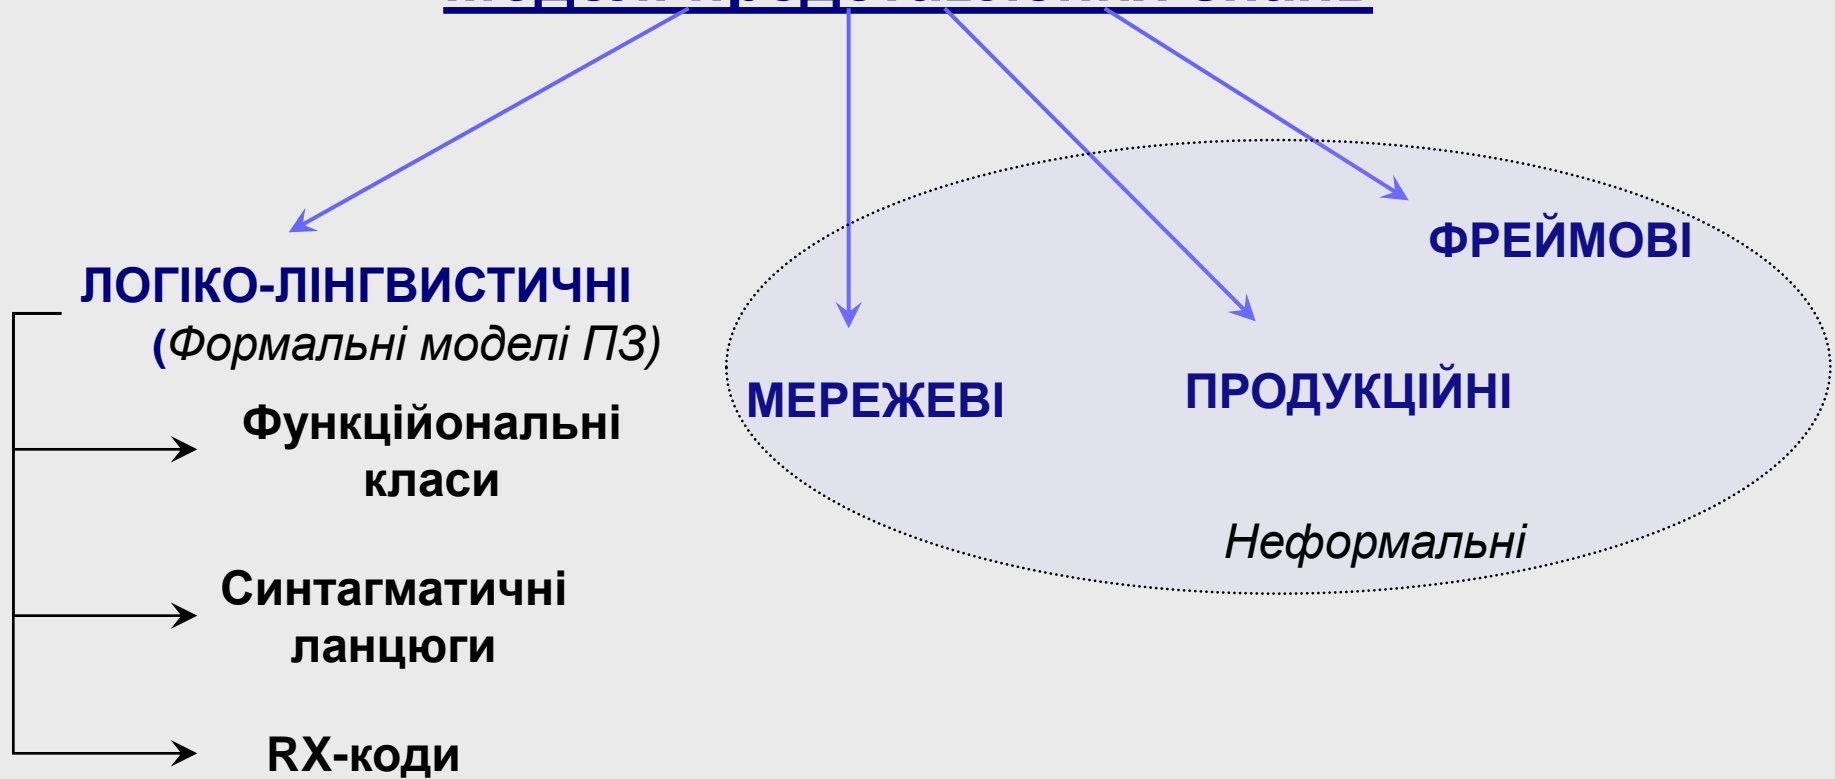 ФРЕЙМОВІ
ЛОГІКО-ЛІНГВИСТИЧНІ
(Формальні моделі ПЗ)
МЕРЕЖЕВІ
ПРОДУКЦІЙНІ
Функційональні
класи
Неформальні
Синтагматичні
ланцюги
RX-коди